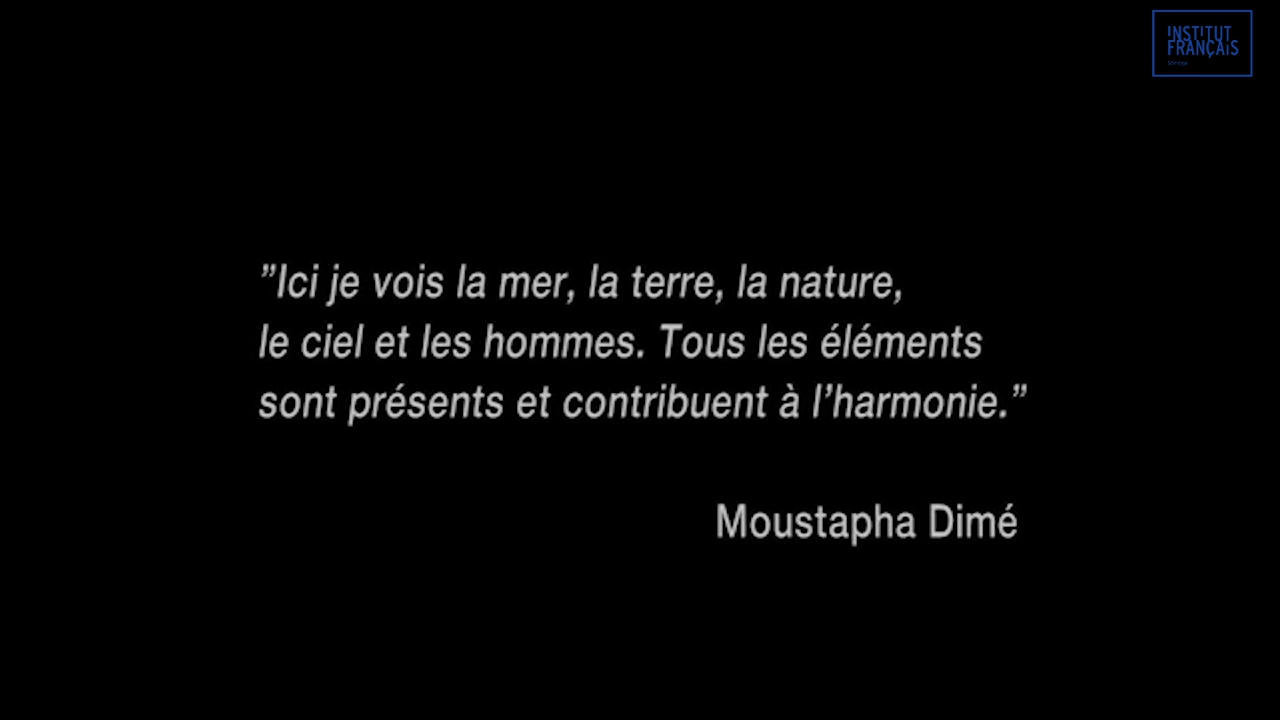 INSTITUT
FRANÇAIS
”Ici je vois la mer, la terre, la nature,
le ciel et les hommes. Tous les éléments
sont présents et contribuent à l’harmonie.”
Moustapha Dimé